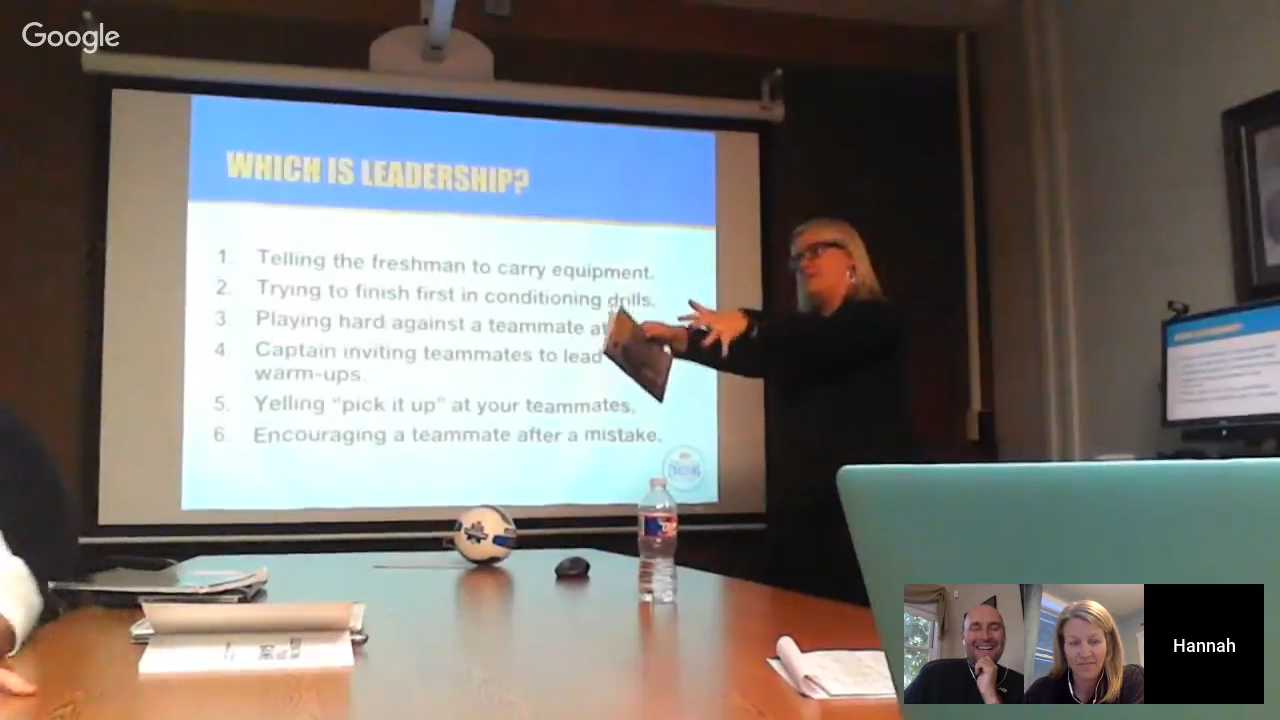 Google
WHICH IS LEADERSHIP?
1. Telling the freshman to carry equipment.
2. Trying to finish first in conditioning drills.
3. Playing hard against a teammate
4. Captain inviting teammates to lead
warm-ups.
5. Yelling "pick it up" at your teammates.
6. Encouraging a teammate after a mistake.
Hannah